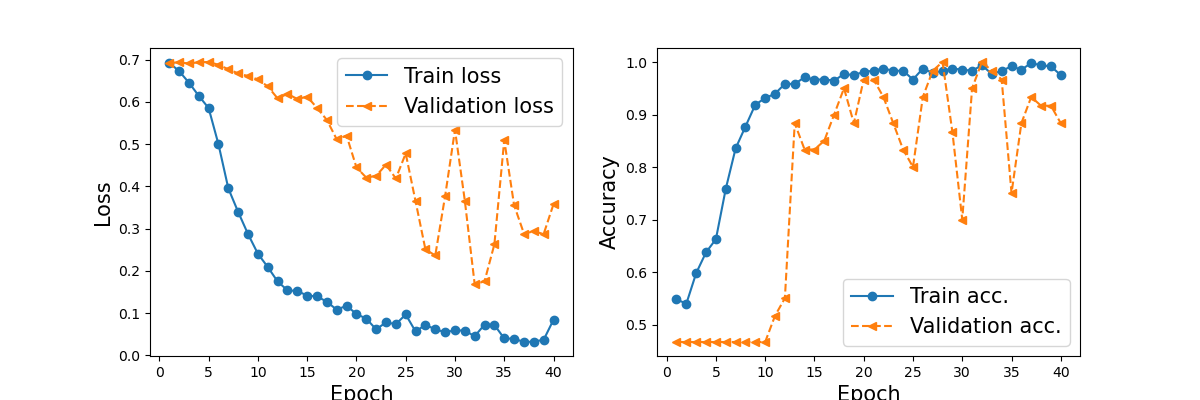 0.7
0.6
0.5
0.4
0.3
0.2
0.1
0.0
Loss
Train loss
Validation loss
0 5 10 15 20 25 30 35 40
Epoch
1.0
0.9
0.8
0.7
0.6
0.5
Accuracy
Train acc.
Validation acc.
0 5 10 15 20 25 30 35 40
Epoch